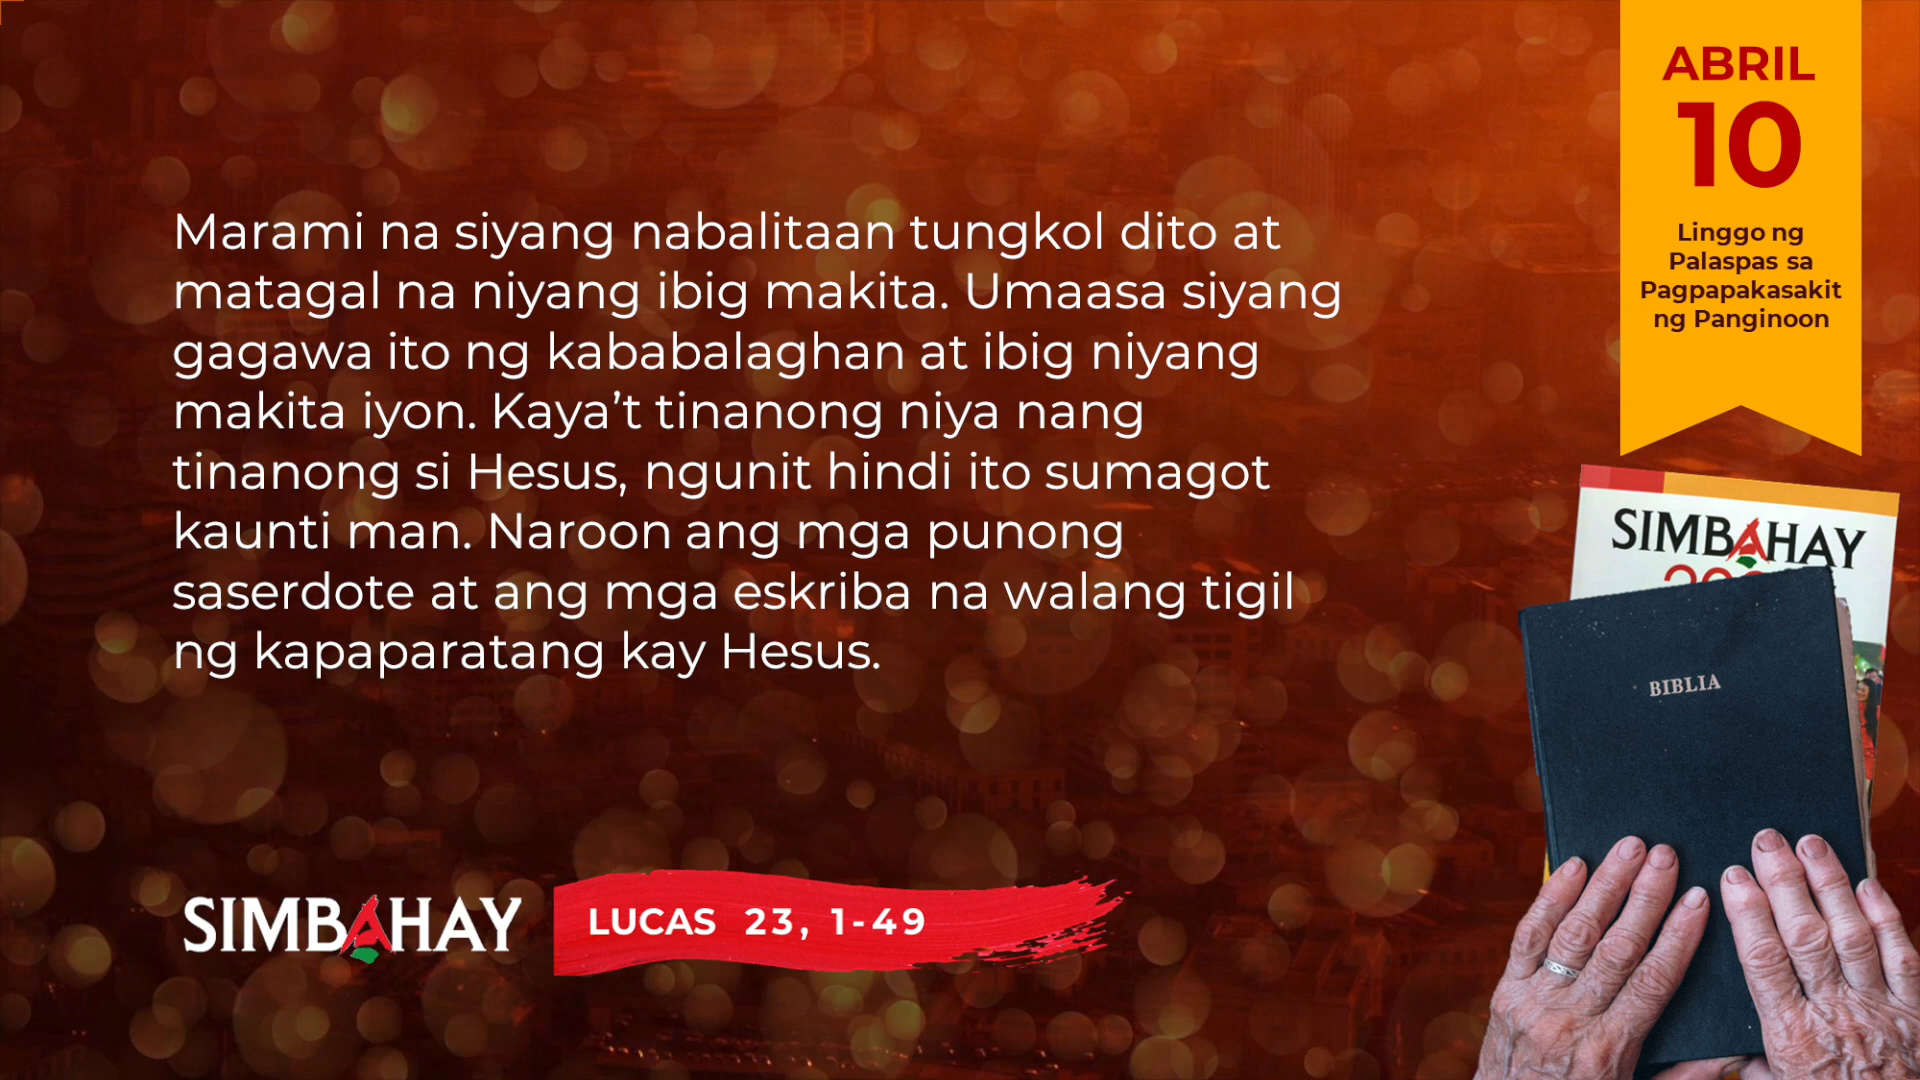 ABRIL
10
Linggo ng
Palaspas sa
Pagpapakasakit
ng Panginoon
Marami na siyang nabalitaan tungkol dito at
matagal na niyang ibig makita. Umaasa siyang
gagawa ito ng kababalaghan at ibig niyang
makita iyon. Kaya’t tinanong niya nang
tinanong si Hesus, ngunit hindi ito sumagot
kaunti man. Naroon ang mga punong
saserdote at ang mga eskriba na walang tigil
ng kapaparatang kay Hesus.
SIMBAHAY
BIBLIA
SIMBAHAY
LUCAS 23, 1-49